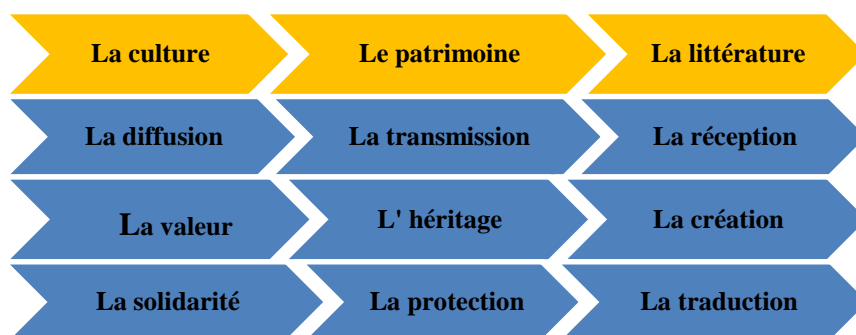 La culture
Le patrimoine
La littérature
La diffusion
La transmission
La réception
La valeur
L' héritage
La création
La solidarité
La protection
La traduction